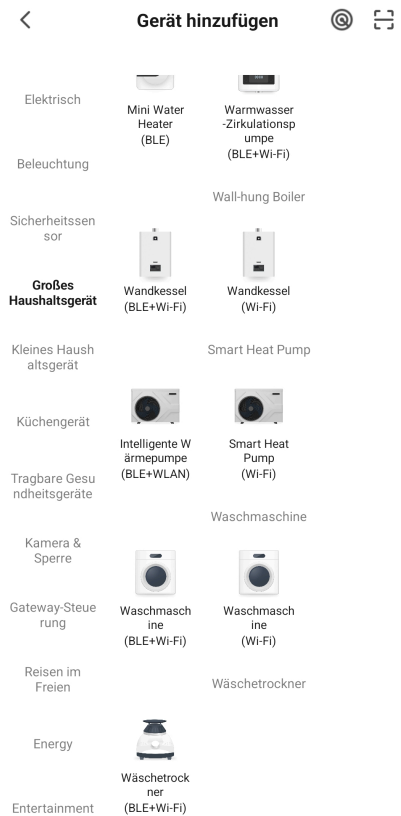 Gerät hinzufügen
Elektrisch
Beleuchtung
Sicherheitssen
sor
Großes
Haushaltsgerät
Kleines Haush
altsgerät
Küchengerät
Tragbare Gesu
ndheitsgeräte
Kamera &
Sperre
Gateway-Steue
rung
Reisen im
Freien
Energy
Entertainment
Mini Water
Heater
(BLE)
Warmwasser
-Zirkulationsp
umpe
(BLE+Wi-Fi)
Wall-hung Boiler
Wandkessel
(BLE+Wi-Fi)
Wandkessel
(Wi-Fi)
Smart Heat Pump
Intelligente W
ärmepumpe
(BLE+WLAN)
Smart Heat
Pump
(Wi-Fi)
Waschmaschine
Waschmasch
ine
(BLE+Wi-Fi)
Waschmasch
ine
(Wi-Fi)
Wäschetrockner
Wäschetrock
ner
(BLE+Wi-Fi)